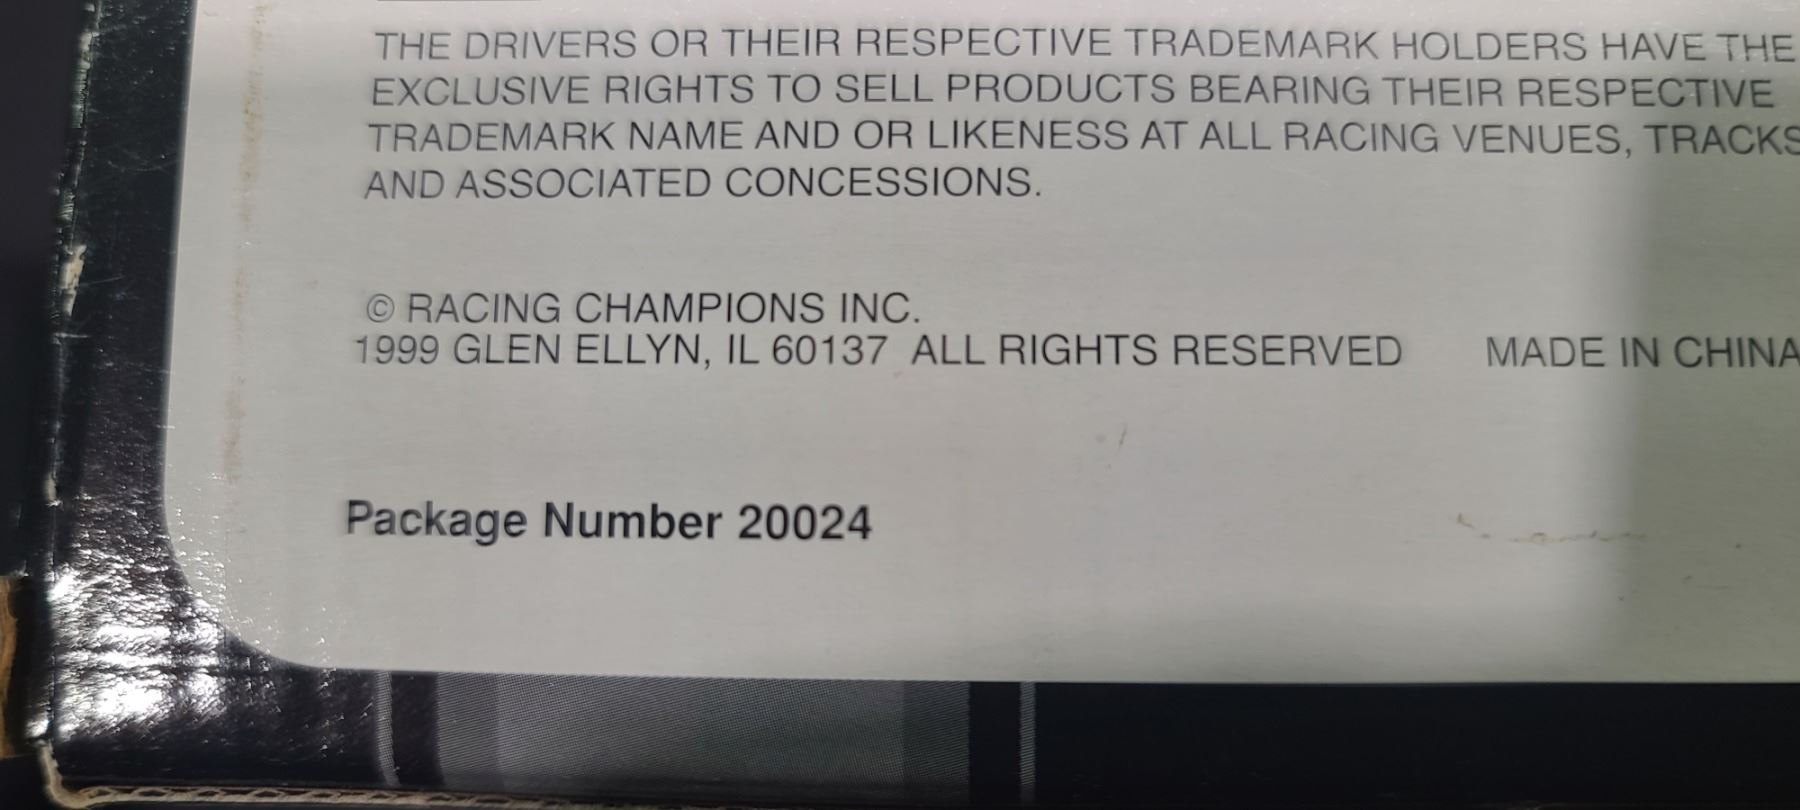 THE DRIVERS OR THEIR RESPECTIVE TRADEMARK HOLDERS HAVE THE
EXCLUSIVE RIGHTS TO SELL PRODUCTS BEARING THEIR RESPECTIVE
TRADEMARK NAME AND OR LIKENESS AT ALL RACING VENUES, TRACKS
AND ASSOCIATED CONCESSIONS.
© RACING CHAMPIONS INC.
1999 GLEN ELLYN, IL 60137 ALL RIGHTS RESERVED MADE IN CHINA
Package Number 20024